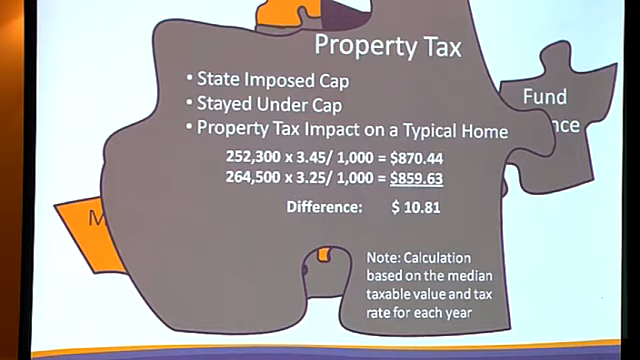 Property Tax
• State Imposed Cap
• Stayed Under Cap
• Property Tax Impact on a Typical Home
252,300 x 3.45/ 1,000 = $870.44
264,500 x 3.25/ 1,000 = $859.63
Difference: $ 10.81
Note: Calculation
based on the median
taxable value and tax
rate for each year
Fund
nce
M